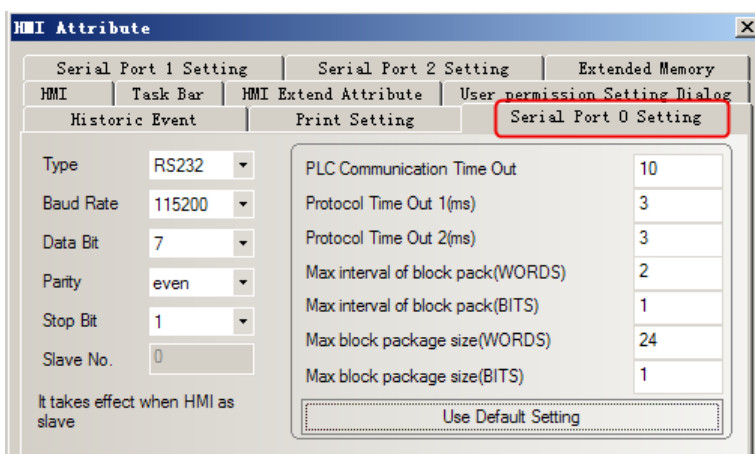 HMI Attribute
Serial Port 1 Setting Serial Port 2 Setting Extended Memory
HMI Task Bar HMI Extend Attribute User permission Setting Dialog
Historic Event Print Setting Serial Port 0 Setting
Type RS232
Baud Rate 115200
Data Bit 7
Parity even
Stop Bit 1
Slave No. 0
It takes effect when HMI as
slave
PLC Communication Time Out 10
Protocol Time Out 1(ms) 3
Protocol Time Out 2(ms) 3
Max interval of block pack(WORDS) 2
Max interval of block pack(BITS) 1
Max block package size(WORDS) 24
Max block package size(BITS) 1
Use Default Setting